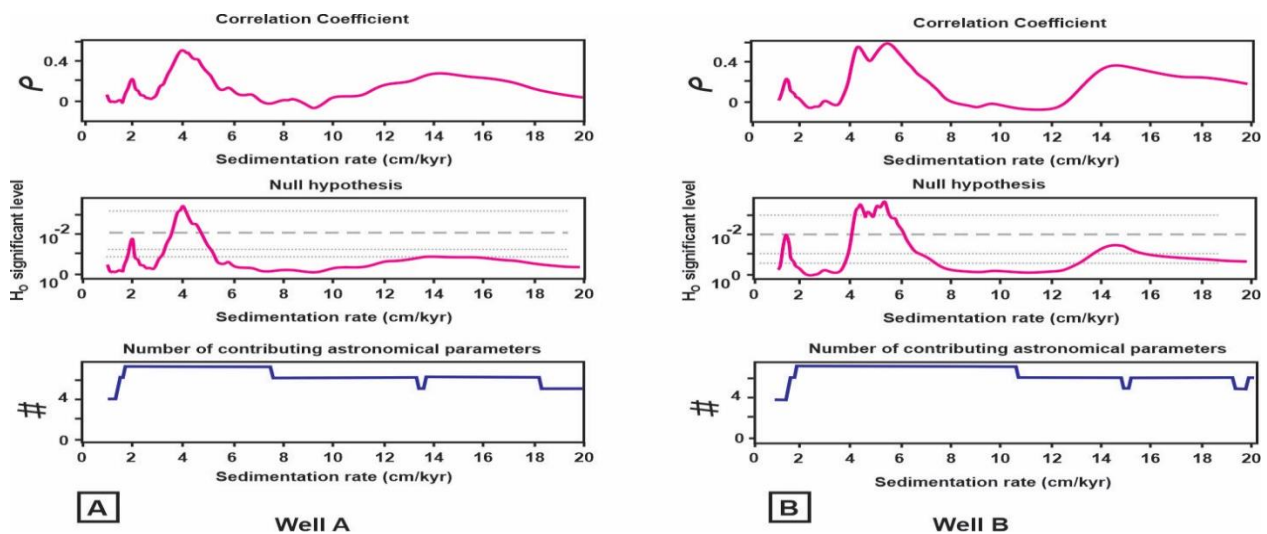 Correlation Coefficient
ρ
0.4
0
0 2 4 6 8 10 12 14 16 18 20
Sedimentation rate (cm/kyr)
Null hypothesis
H0 significant level
10-2
0
100
0 2 4 6 8 10 12 14 16 18 20
Sedimentation rate (cm/kyr)
Number of contributing astronomical parameters
#
4
0
0 2 4 6 8 10 12 14 16 18 20
Sedimentation rate (cm/kyr)
A
Well A
Correlation Coefficient
ρ
0.4
0
0 2 4 6 8 10 12 14 16 18 20
Sedimentation rate (cm/kyr)
Null hypothesis
H0 significant level
10-2
0
100
0 2 4 6 8 10 12 14 16 18 20
Sedimentation rate (cm/kyr)
Number of contributing astronomical parameters
#
4
0
0 2 4 6 8 10 12 14 16 18 20
Sedimentation rate (cm/kyr)
B
Well B